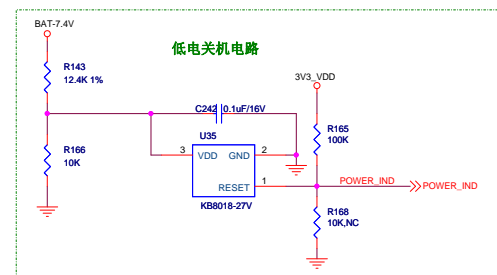 BAT-7.4V
低电关机电路
R143
12.4K 1%
3V3_VDD
C242 0.1uF/16V
U35
R165
100K
R166
10K
3 VDD GND 2
RESET 1
POWER_IND
POWER_IND
KB8018-27V
R168
10K,NC